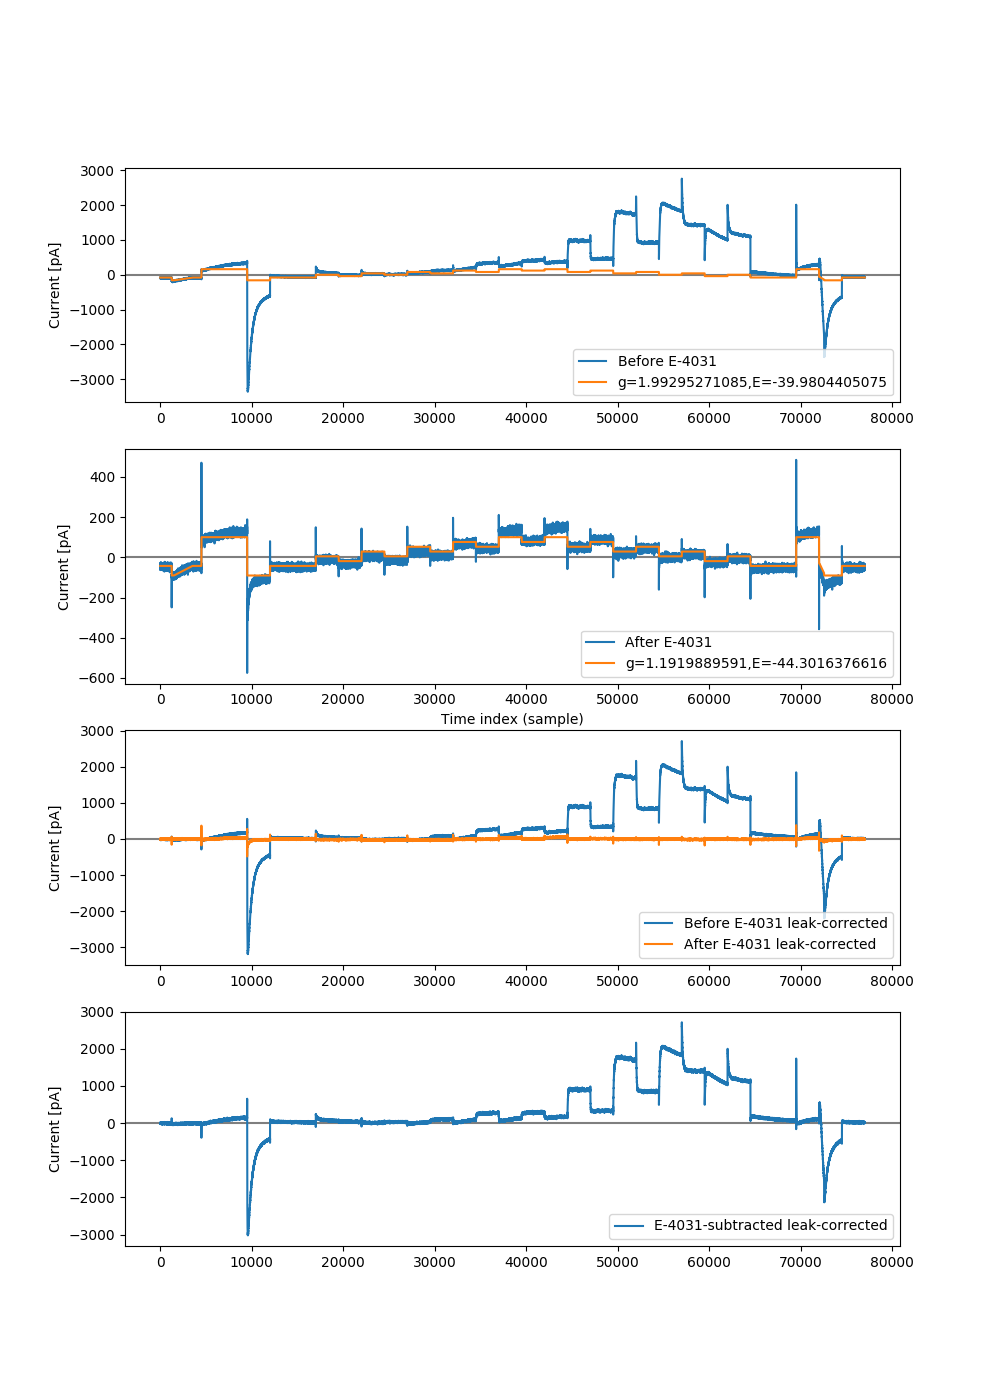 3000
2000
1000
0
−1000
−2000
−3000
Current [pA]
Before E-4031
g=1.99295271085,E=-39.9804405075
0 10000 20000 30000 40000 50000 60000 70000 80000
400
200
0
−200
−400
−600
Current [pA]
After E-4031
g=1.1919889591,E=-44.3016376616
0 10000 20000 30000 40000 50000 60000 70000 80000
Time index (sample)
3000
2000
1000
0
−1000
−2000
−3000
Current [pA]
Before E-4031 leak-corrected
After E-4031 leak-corrected
0 10000 20000 30000 40000 50000 60000 70000 80000
3000
2000
1000
0
−1000
−2000
−3000
Current [pA]
E-4031-subtracted leak-corrected
0 10000 20000 30000 40000 50000 60000 70000 80000